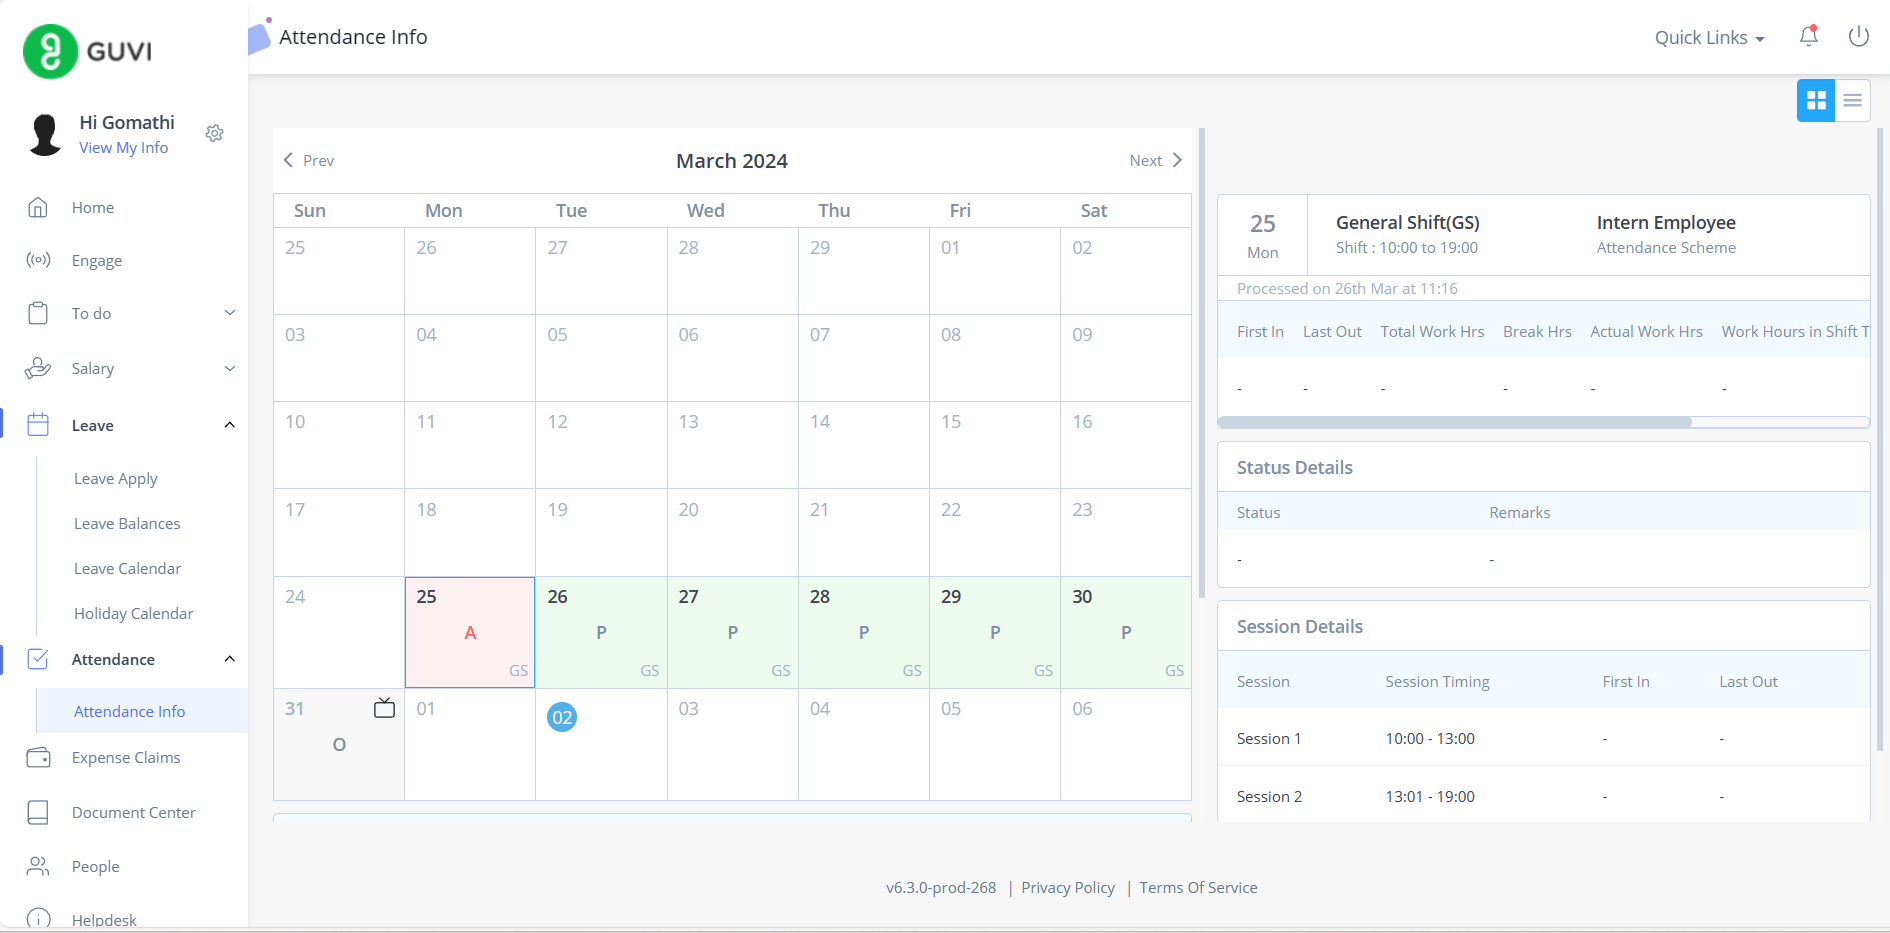 GUVI
Attendance Info
Quick Links
Hi Gomathi
View My Info
Home
Engage
To do
Salary
Leave
Leave Apply
Leave Balances
Leave Calendar
Holiday Calendar
Attendance
Attendance Info
Expense Claims
Document Center
People
Helpdesk
Prev
March 2024
Next
Sun Mon Tue Wed Thu Fri Sat
25 26 27 28 29 01 02
03 04 05 06 07 08 09
10 11 12 13 14 15 16
17 18 19 20 21 22 23
24 25 26 27 28 29 30
A P P P P P
GS GS GS GS GS GS
31 01 02 03 04 05 06
O
25 General Shift(GS) Intern Employee
Mon Shift : 10:00 to 19:00 Attendance Scheme
Processed on 26th Mar at 11:16
First In Last Out Total Work Hrs Break Hrs Actual Work Hrs Work Hours in Shift T
- - - - - -
Status Details
Status Remarks
- -
Session Details
Session Session Timing First In Last Out
Session 1 10:00 - 13:00 - -
Session 2 13:01 - 19:00 - -
v6.3.0-prod-268 | Privacy Policy | Terms Of Service